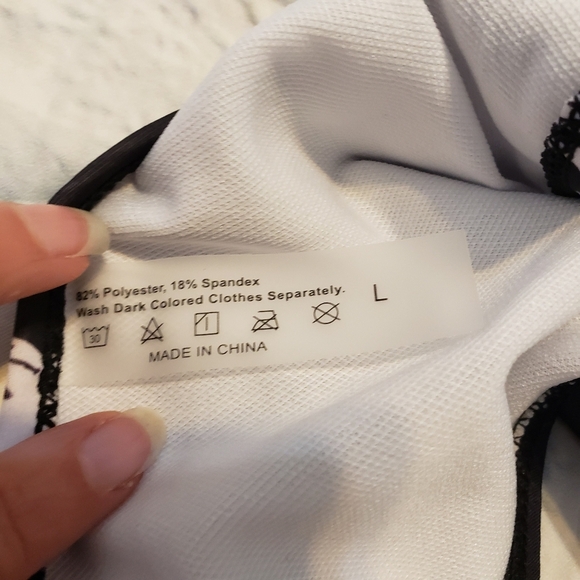 82% Polyester, 18% Spandex
Wash Dark Colored Clothes Separately. L
30
MADE IN CHINA